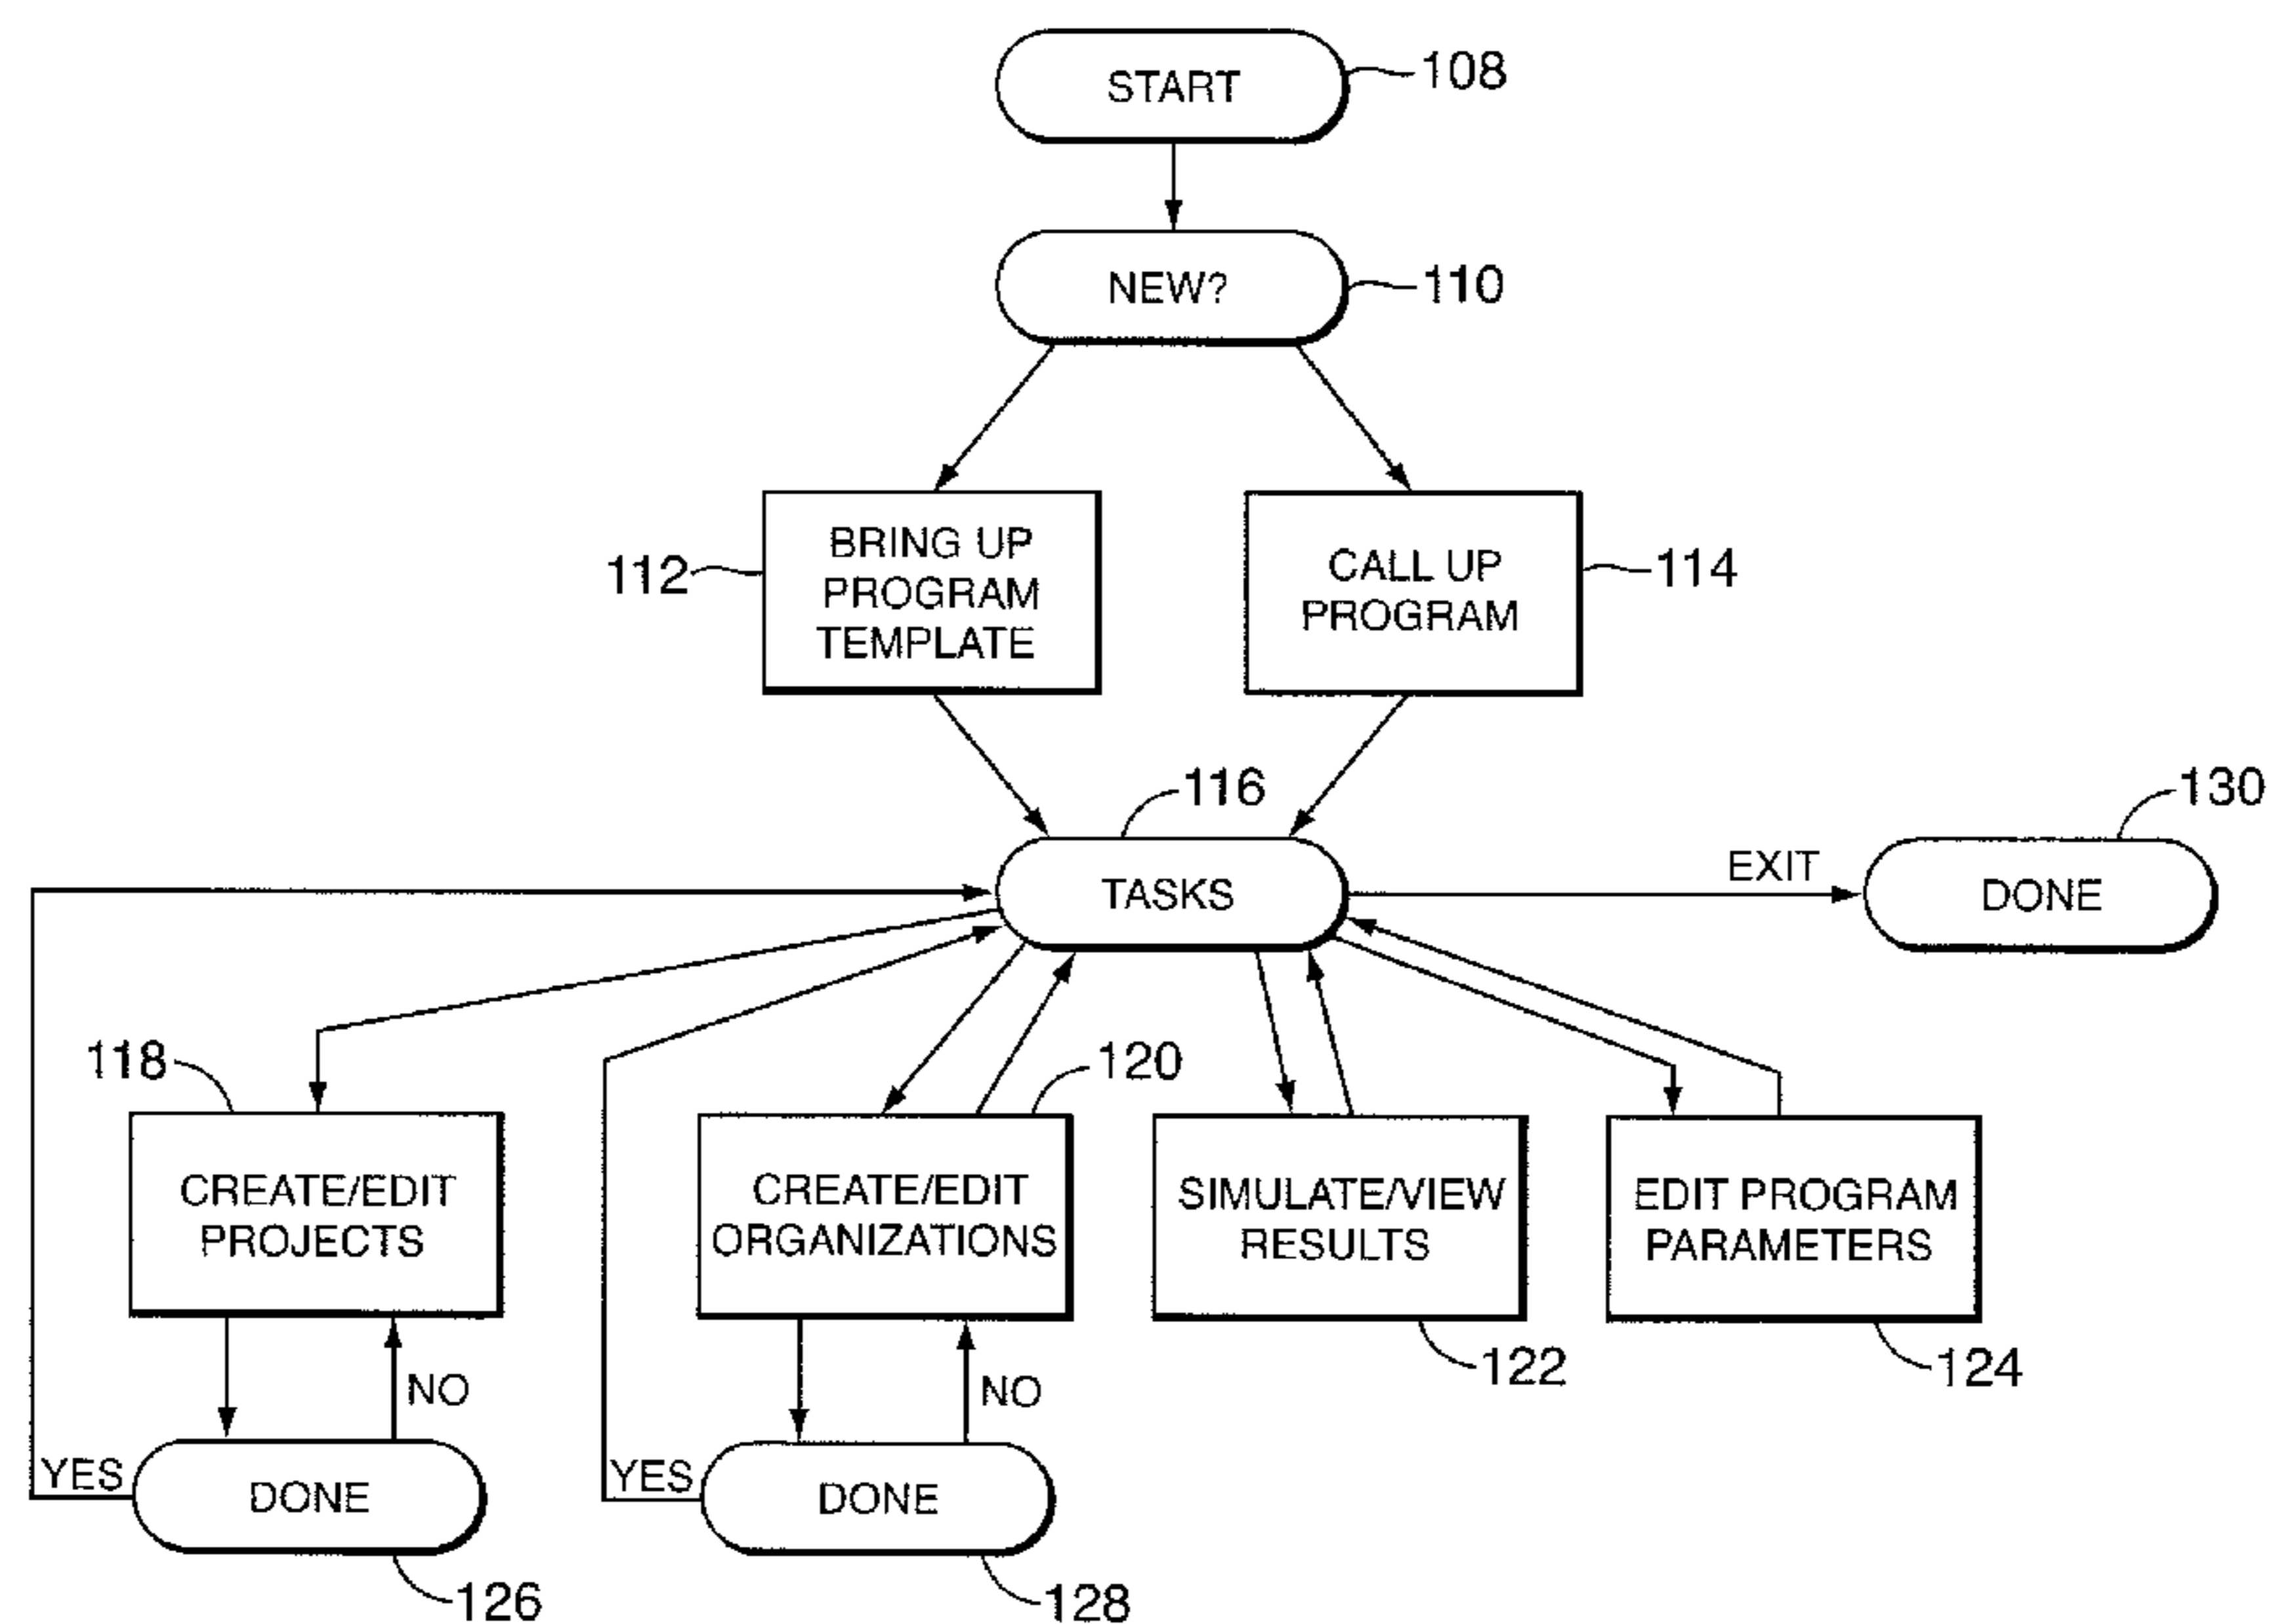 START
108
NEW?
110
BRING UP
PROGRAM
TEMPLATE
112
CALL UP
PROGRAM
114
116
TASKS
EXIT
130
DONE
118
CREATE/EDIT
PROJECTS
120
CREATE/EDIT
ORGANIZATIONS
SIMULATE/VIEW
RESULTS
122
EDIT PROGRAM
PARAMETERS
124
NO
YES
DONE
126
NO
YES
DONE
128